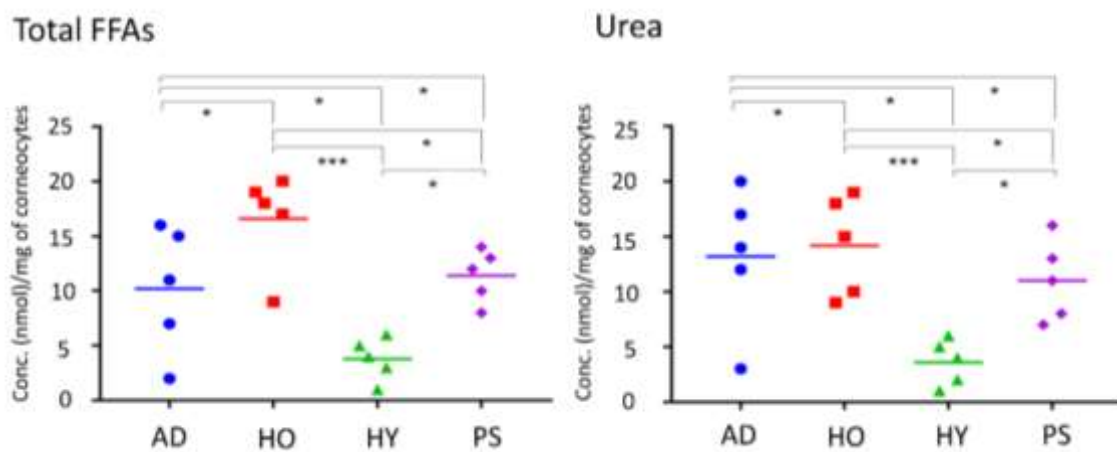 Total FFAs
Conc. (nmol)/mg of corneocytes
* * *
*
*** *
25
20
15
10
5
0
AD HO HY PS
Urea
Conc. (nmol)/mg of corneocytes
* * *
*
*** *
25
20
15
10
5
0
AD HO HY PS